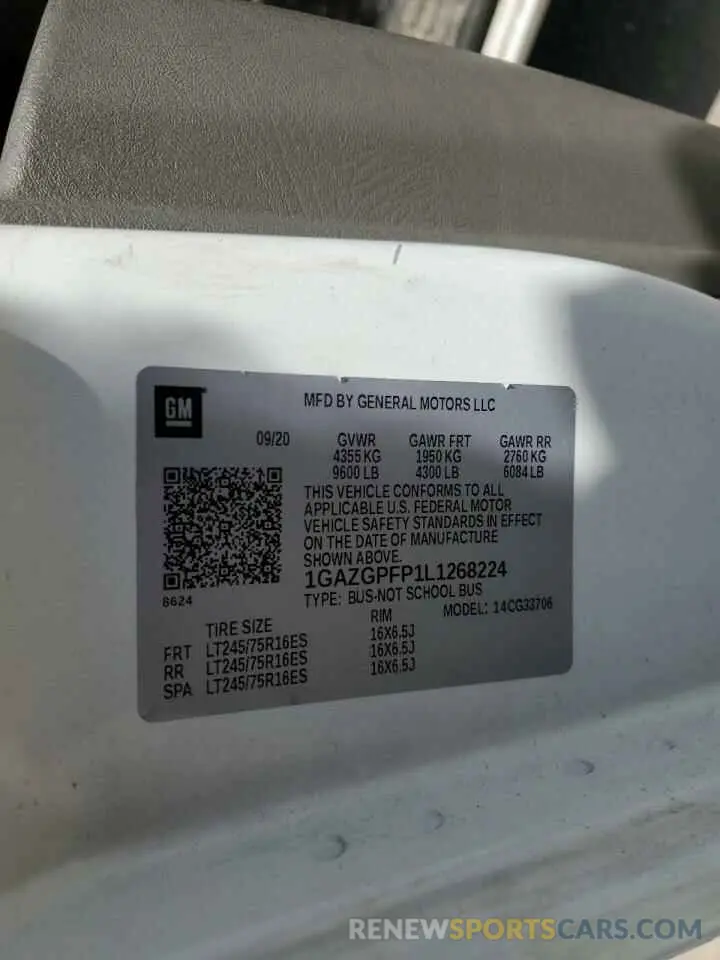 GM
MFD BY GENERAL MOTORS LLC
09/20 GVWR GAWR FRT GAWR RR
4355 KG 1950 KG 2760 KG
9600 LB 4300 LB 6084 LB
THIS VEHICLE CONFORMS TO ALL
APPLICABLE U.S. FEDERAL MOTOR
VEHICLE SAFETY STANDARDS IN EFFECT
ON THE DATE OF MANUFACTURE
SHOWN ABOVE.
1GAZGPFP1L1268224
8624
TYPE: BUS-NOT SCHOOL BUS
MODEL: 14CG33706
TIRE SIZE RIM
FRT LT245/75R16ES 16X6.5J
RR LT245/75R16ES 16X6.5J
SPA LT245/75R16ES 16X6.5J
RENEWSPORTSCARS.COM